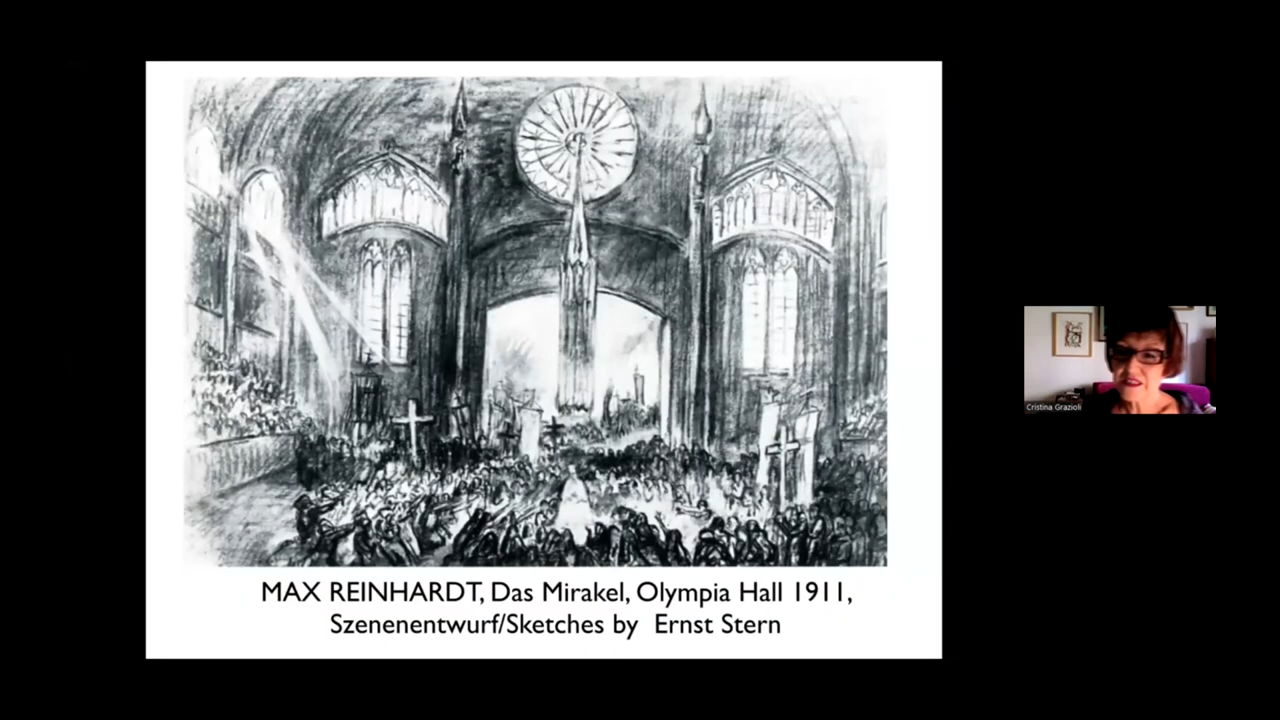 MAX REINHARDT, Das Mirakel, Olympia Hall 1911,
Szenenentwurf/Sketches by Ernst Stern
Cristina Grazioli